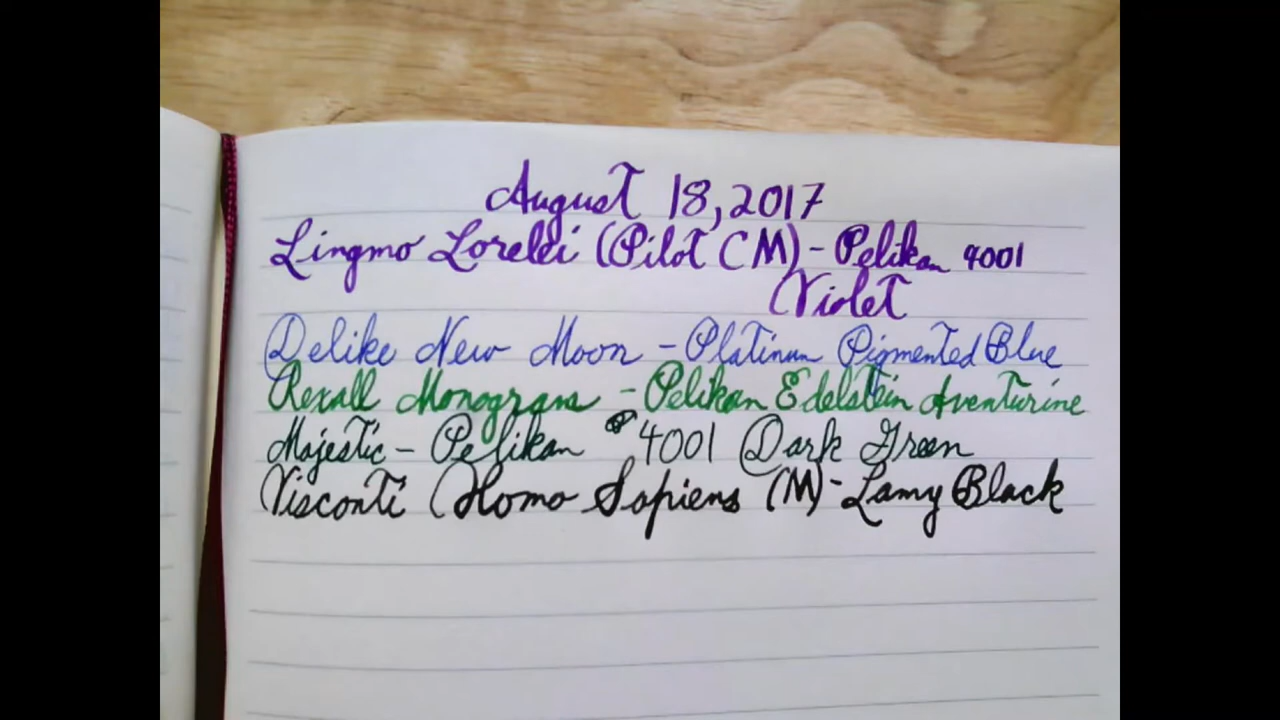 August 18, 2017
Lingmo Lorelei (Pilot CM) - Pelikan 4001
Violet
Delike New Moon - Platinum Pigmented Blue
Rexall Monogram - Pelikan Edelstein Aventurine
Majestic - Pelikan 4001 Dark Green
Visconti Homo Sapiens (M) - Lamy Black